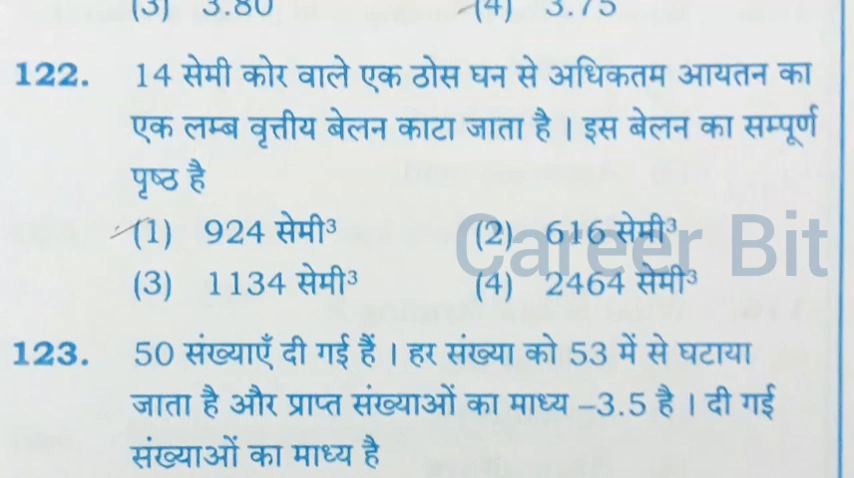 (3) 3.80 (4) 3.75
122. 14 सेमी कोर वाले एक ठोस घन से अधिकतम आयतन का
एक लम्ब वृत्तीय बेलन काटा जाता है । इस बेलन का सम्पूर्ण
पृष्ठ है
(1) 924 सेमी³ (2) 616 सेमी³
(3) 1134 सेमी³ (4) 2464 सेमी³
Career Bit
123. 50 संख्याएँ दी गई हैं । हर संख्या को 53 में से घटाया
जाता है और प्राप्त संख्याओं का माध्य –3.5 है । दी गई
संख्याओं का माध्य है